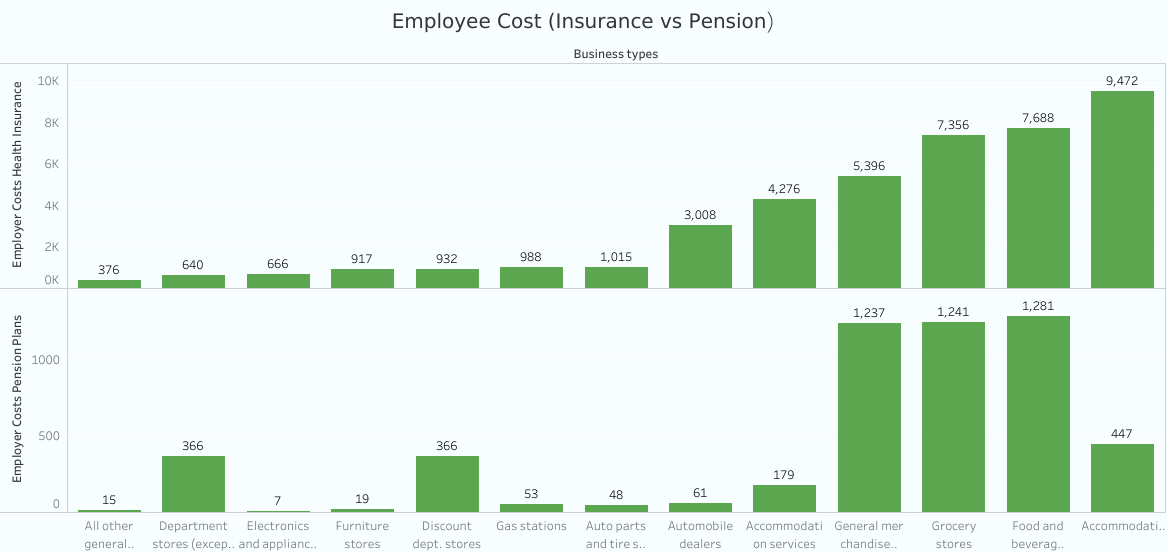 Employee Cost (Insurance vs Pension)
Business types
Employer Costs Health Insurance
10K
8K
6K
4K
2K
0K
376
640
666
917
932
988
1,015
3,008
4,276
5,396
7,356
7,688
9,472
Employer Costs Pension Plans
1000
500
0
15
366
7
19
366
53
48
61
179
1,237
1,241
1,281
447
All other
general..
Department
stores (excep..
Electronics
and applianc..
Furniture
stores
Discount
dept. stores
Gas stations
Auto parts
and tire s..
Automobile
dealers
Accommodati
on services
General mer
chandise..
Grocery
stores
Food and
beverag..
Accommodati..